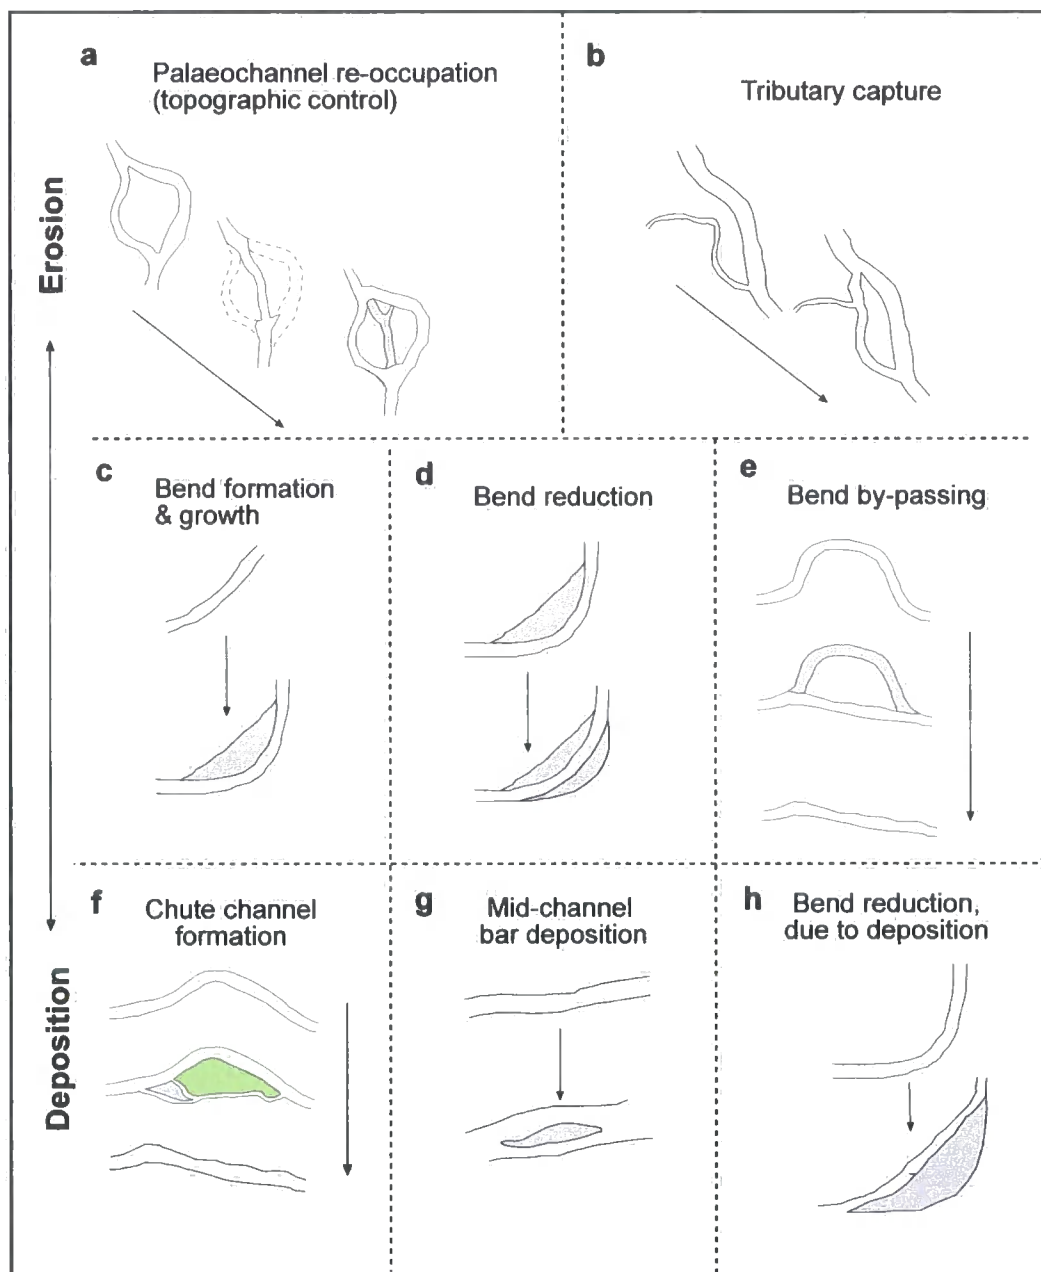 a
Palaeochannel re-occupation
(topographic control)
b
Tributary capture
Erosion
c
Bend formation
& growth
d
Bend reduction
e
Bend by-passing
f
Chute channel
formation
g
Mid-channel
bar deposition
h
Bend reduction,
due to deposition
Deposition